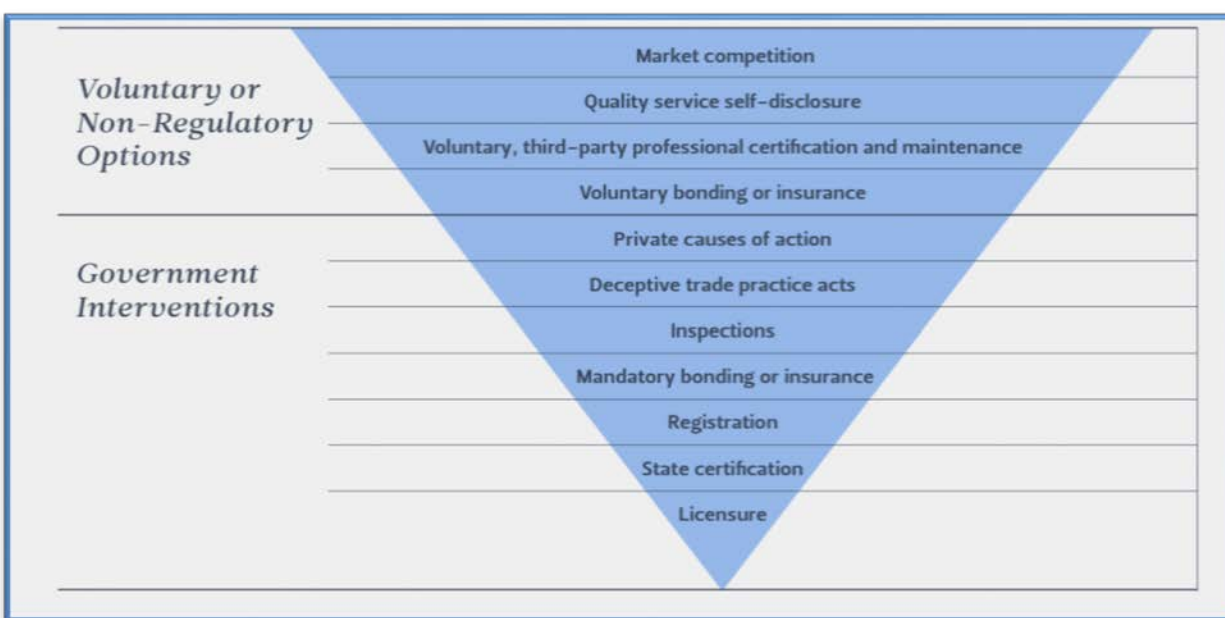 Voluntary or
Non-Regulatory
Options
Market competition
Quality service self-disclosure
Voluntary, third-party professional certification and maintenance
Voluntary bonding or insurance
Government
Interventions
Private causes of action
Deceptive trade practice acts
Inspections
Mandatory bonding or insurance
Registration
State certification
Licensure